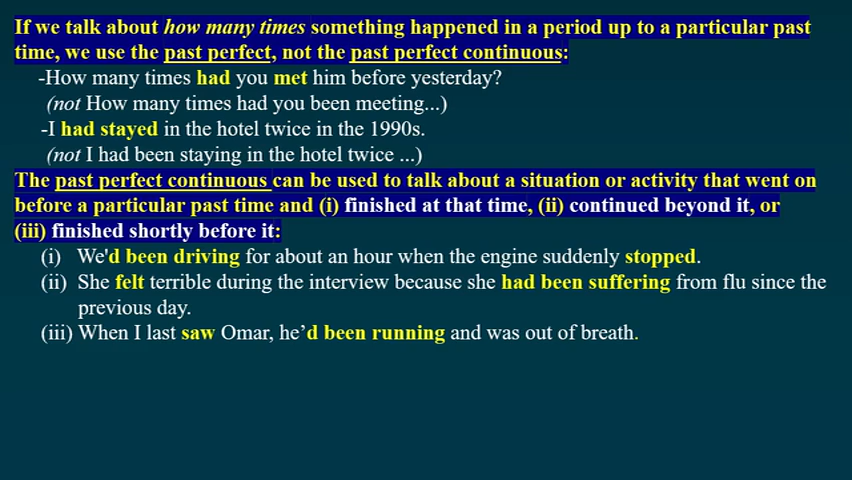 If we talk about how many times something happened in a period up to a particular past
time, we use the past perfect, not the past perfect continuous:
-How many times had you met him before yesterday?
(not How many times had you been meeting...)
-I had stayed in the hotel twice in the 1990s.
(not I had been staying in the hotel twice ...)
The past perfect continuous can be used to talk about a situation or activity that went on
before a particular past time and (i) finished at that time, (ii) continued beyond it, or
(iii) finished shortly before it:
(i) We'd been driving for about an hour when the engine suddenly stopped.
(ii) She felt terrible during the interview because she had been suffering from flu since the
previous day.
(iii) When I last saw Omar, he’d been running and was out of breath.